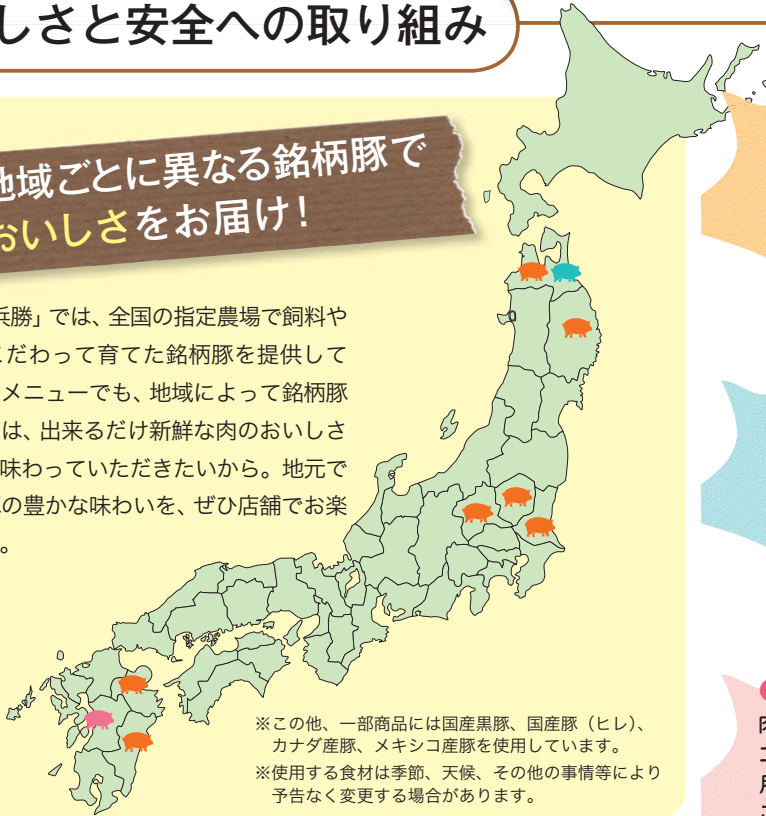 しさと安全への取り組み
地域ごとに異なる銘柄豚で
おいしさをお届け！
兵勝」では、全国の指定農場で飼料や
こだわって育てた銘柄豚を提供して
メニューでも、地域によって銘柄豚
は、出来るだけ新鮮な肉のおいしさ
味わっていただきたいから。地元で
の豊かな味わいを、ぜひ店舗でお楽
。
※この他、一部商品には国産黒豚、国産豚（ヒレ）、
カナダ産豚、メキシコ産豚を使用しています。
※使用する食材は季節、天候、その他の事情等により
予告なく変更する場合があります。